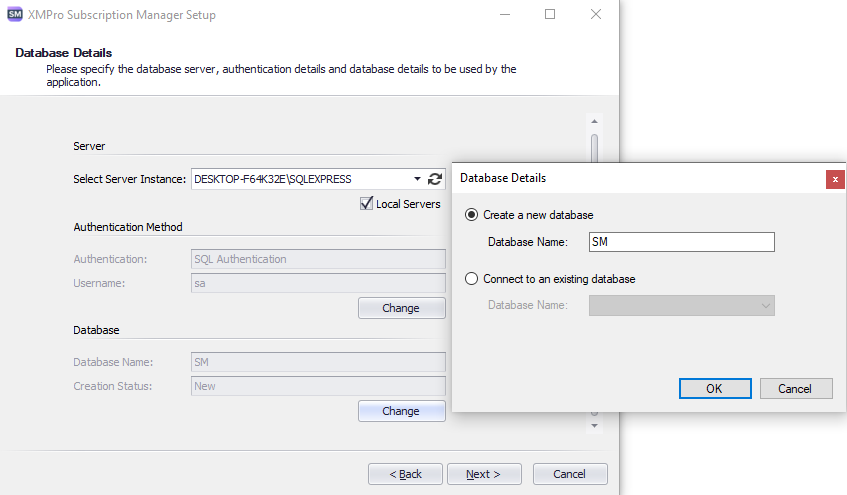 SM XMPro Subscription Manager Setup
Database Details
Please specify the database server, authentication details and database details to be used by the
application.
Server
Select Server Instance: DESKTOP-F64K32E\SQLEXPRESS
Local Servers
Authentication Method
Authentication: SQL Authentication
Username: sa
Change
Database
Database Name: SM
Creation Status: New
Change
< Back Next > Cancel
Database Details x
Create a new database
Database Name: SM
Connect to an existing database
Database Name:
OK Cancel